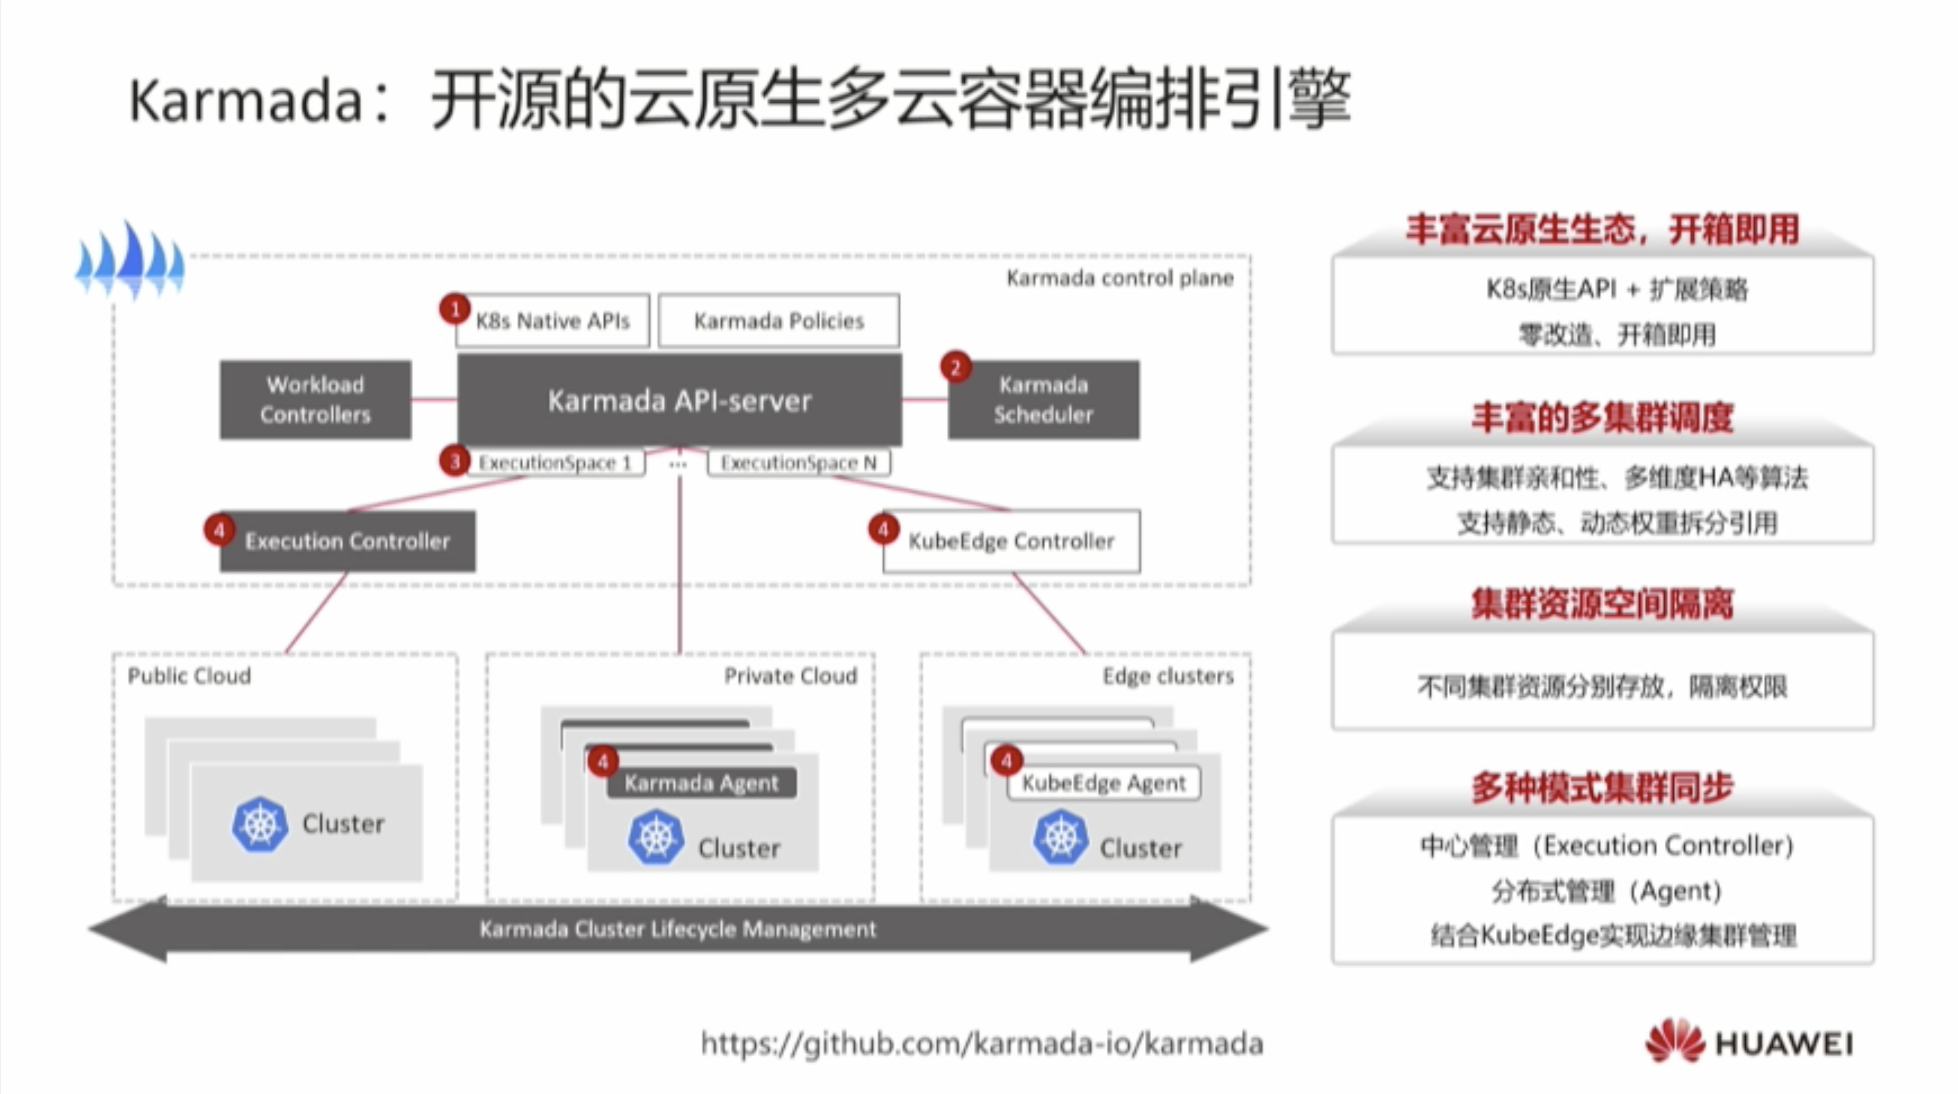 Karmada：开源的云原生多云容器编排引擎
Karmada control plane
1
K8s Native APIs
Karmada Policies
Workload
Controllers
Karmada API-server
2
Karmada
Scheduler
3
ExecutionSpace 1
...
ExecutionSpace N
4
Execution Controller
4
KubeEdge Controller
Public Cloud
Cluster
Private Cloud
4
Karmada Agent
Cluster
Edge clusters
4
KubeEdge Agent
Cluster
Karmada Cluster Lifecycle Management
丰富云原生生态，开箱即用
K8s原生API + 扩展策略
零改造、开箱即用
丰富的多集群调度
支持集群亲和性、多维度HA等算法
支持静态、动态权重拆分引用
集群资源空间隔离
不同集群资源分别存放，隔离权限
多种模式集群同步
中心管理（Execution Controller）
分布式管理（Agent）
结合KubeEdge实现边缘集群管理
https://github.com/karmada-io/karmada
HUAWEI